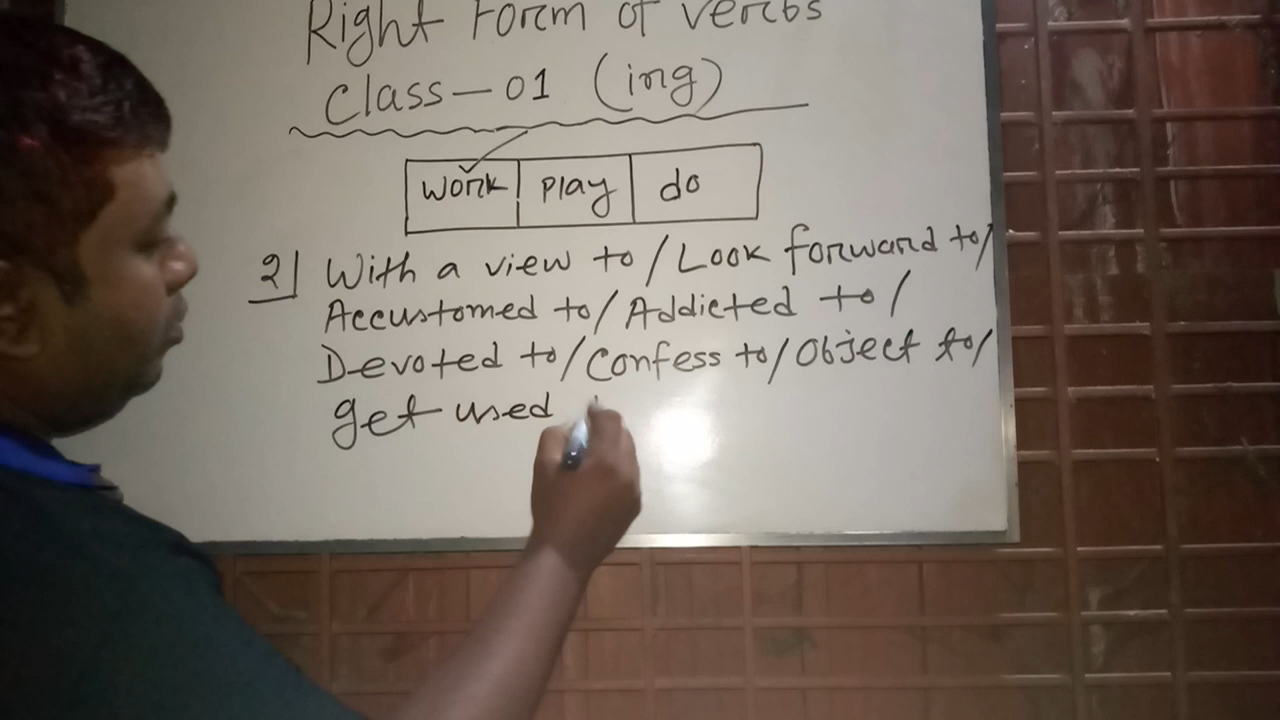 Right Form of Verbs
Class-01 (ing)
work play do
2| With a view to/Look forward to/
Accustomed to/Addicted to/
Devoted to/Confess to/Object to/
get used